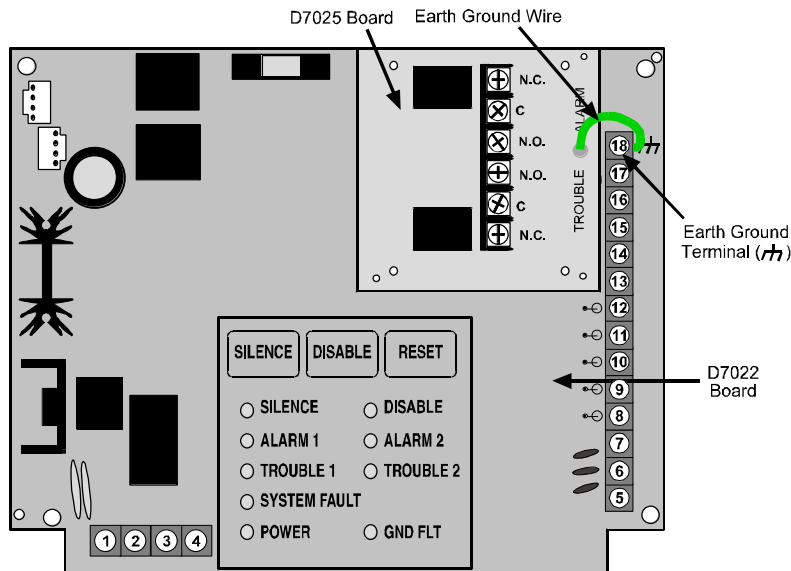 D7025 Board
Earth Ground Wire
N.C.
C
N.O.
N.O.
C
N.C.
ALARM
TROUBLE
18
17
16
15
14
13
12
11
10
9
8
7
6
5
Earth Ground
Terminal ( )
D7022
Board
SILENCE DISABLE RESET
SILENCE DISABLE
ALARM 1 ALARM 2
TROUBLE 1 TROUBLE 2
SYSTEM FAULT
POWER GND FLT
1 2 3 4